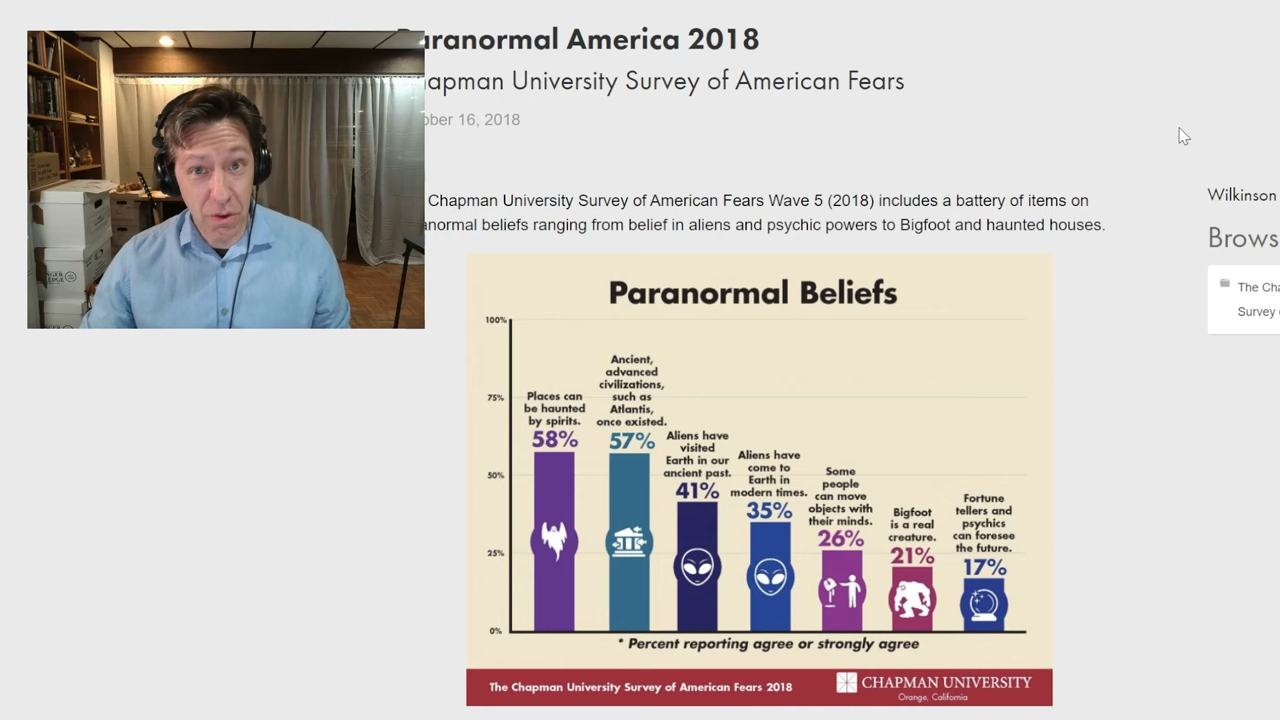 aranormal America 2018
hapman University Survey of American Fears
ber 16, 2018
Chapman University Survey of American Fears Wave 5 (2018) includes a battery of items on
anormal beliefs ranging from belief in aliens and psychic powers to Bigfoot and haunted houses.
Wilkinson
Brows
The Cha
Survey
Paranormal Beliefs
100%
75%
50%
25%
0%
Places can
be haunted
by spirits.
58%
Ancient,
advanced
civilizations,
such as
Atlantis,
once existed.
57%
Aliens have
visited
Earth in our
ancient past.
41%
Aliens have
come to
Earth in
modern times.
35%
Some
people
can move
objects with
their minds.
26%
Bigfoot
is a real
creature.
21%
Fortune
tellers and
psychics
can foresee
the future.
17%
* Percent reporting agree or strongly agree
The Chapman University Survey of American Fears 2018
CHAPMAN UNIVERSITY
Orange, California